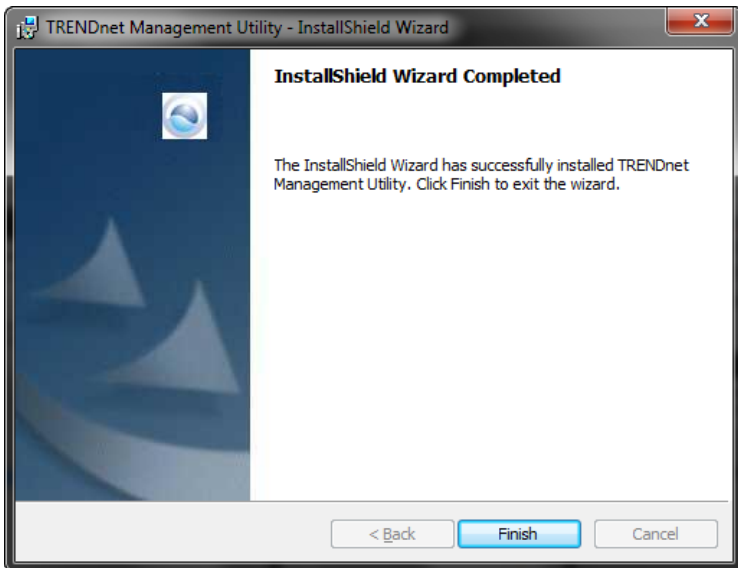 TRENDnet Management Utility - InstallShield Wizard
InstallShield Wizard Completed
The InstallShield Wizard has successfully installed TRENDnet
Management Utility. Click Finish to exit the wizard.
< Back
Finish
Cancel